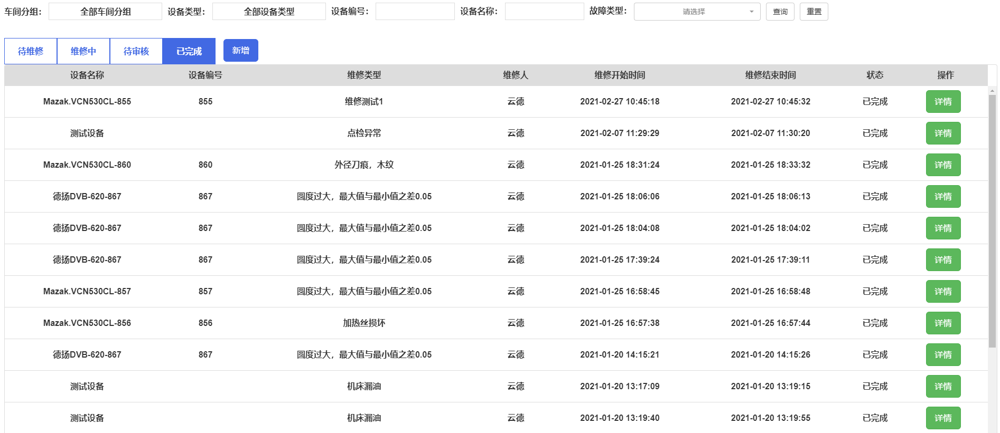 车间分组： 全部车间分组 设备类型： 全部设备类型 设备编号： 设备名称： 故障类型： 请选择 查询 重置
待维修 维修中 待审核 已完成 新增
设备名称 设备编号 维修类型 维修人 维修开始时间 维修结束时间 状态 操作
Mazak.VCN530CL-855 855 维修测试1 云德 2021-02-27 10:45:18 2021-02-27 10:45:32 已完成 详情
测试设备 点检异常 云德 2021-02-07 11:29:29 2021-02-07 11:30:20 已完成 详情
Mazak.VCN530CL-860 860 外径刀痕，木纹 云德 2021-01-25 18:31:24 2021-01-25 18:33:32 已完成 详情
德扬DVB-620-867 867 圆度过大，最大值与最小值之差0.05 云德 2021-01-25 18:06:06 2021-01-25 18:06:13 已完成 详情
德扬DVB-620-867 867 圆度过大，最大值与最小值之差0.05 云德 2021-01-25 18:04:08 2021-01-25 18:04:02 已完成 详情
德扬DVB-620-867 867 圆度过大，最大值与最小值之差0.05 云德 2021-01-25 17:39:24 2021-01-25 17:39:11 已完成 详情
Mazak.VCN530CL-857 857 圆度过大，最大值与最小值之差0.05 云德 2021-01-25 16:58:45 2021-01-25 16:58:48 已完成 详情
Mazak.VCN530CL-856 856 加热丝损坏 云德 2021-01-25 16:57:38 2021-01-25 16:57:44 已完成 详情
德扬DVB-620-867 867 圆度过大，最大值与最小值之差0.05 云德 2021-01-20 14:15:21 2021-01-20 14:15:26 已完成 详情
测试设备 机床漏油 云德 2021-01-20 13:17:09 2021-01-20 13:19:15 已完成 详情
测试设备 机床漏油 云德 2021-01-20 13:19:40 2021-01-20 13:19:55 已完成 详情